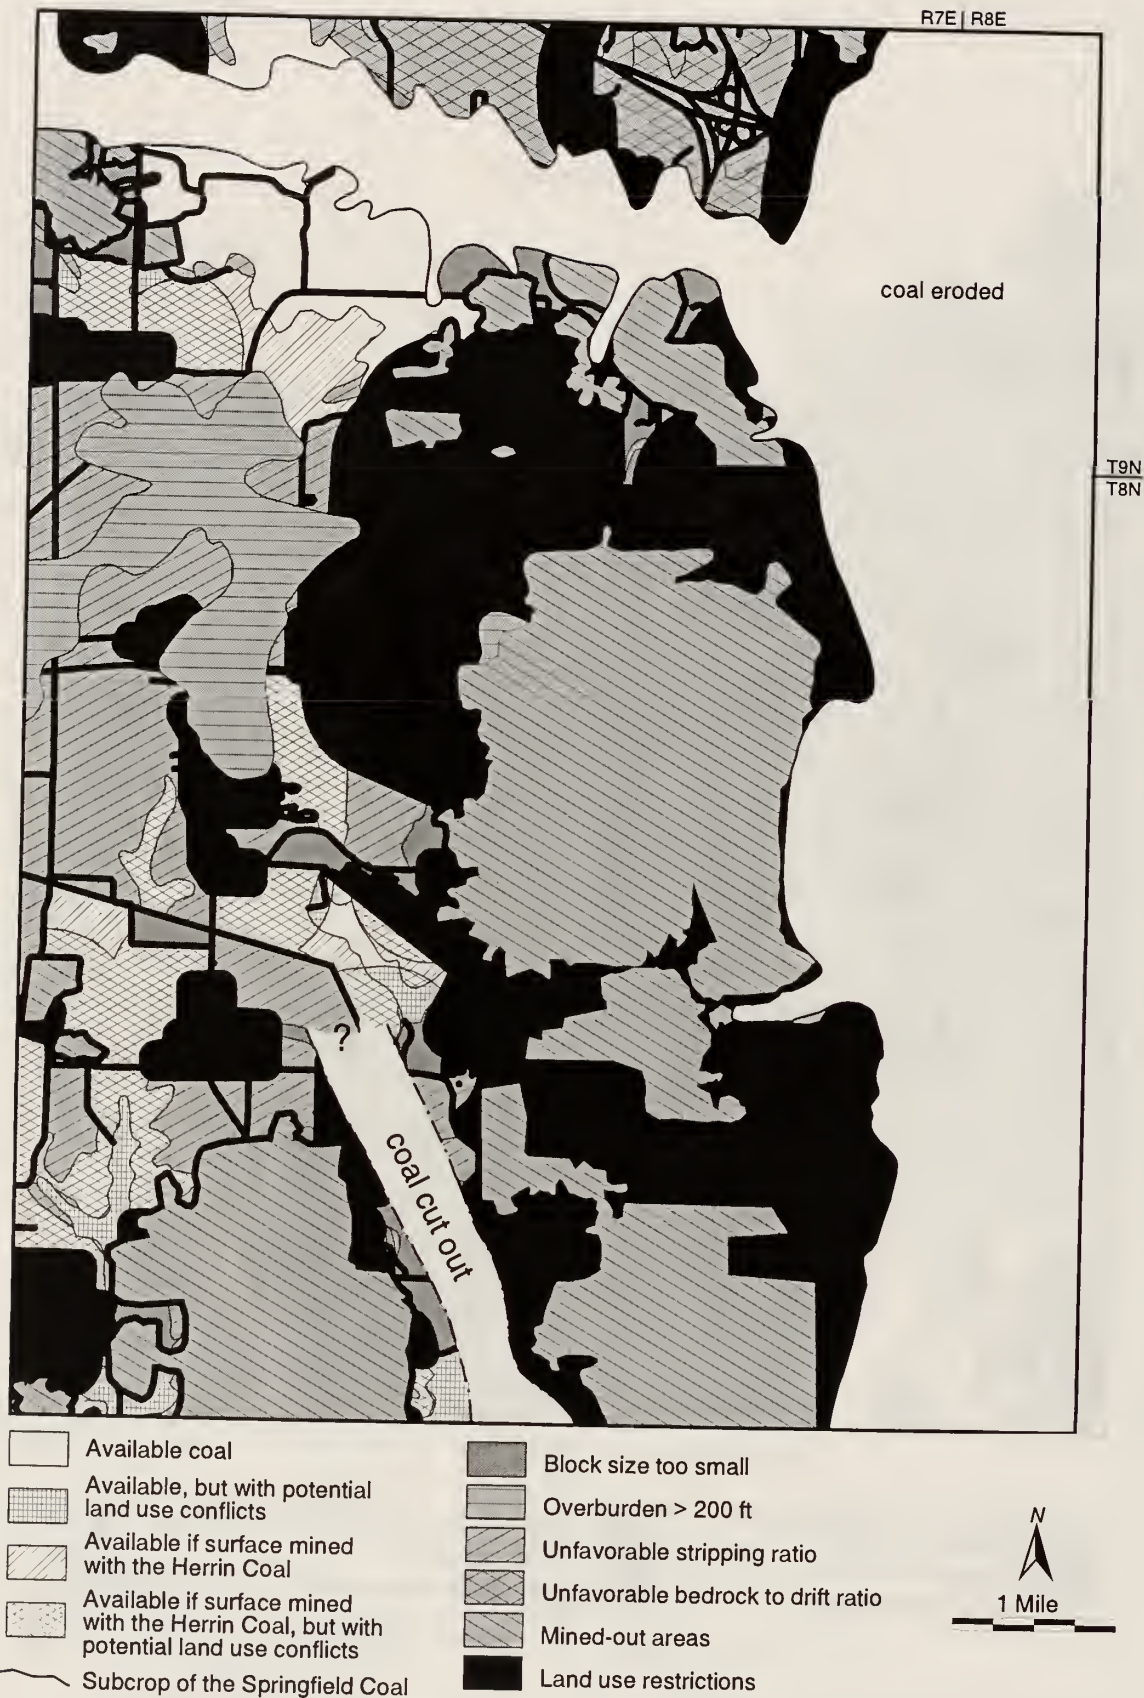 R7E | R8E
coal eroded
T9N
T8N
?
coal cut out
Available coal
Available, but with potential
land use conflicts
Available if surface mined
with the Herrin Coal
Available if surface mined
with the Herrin Coal, but with
potential land use conflicts
Subcrop of the Springfield Coal
Block size too small
Overburden > 200 ft
Unfavorable stripping ratio
Unfavorable bedrock to drift ratio
Mined-out areas
Land use restrictions
N
1 Mile